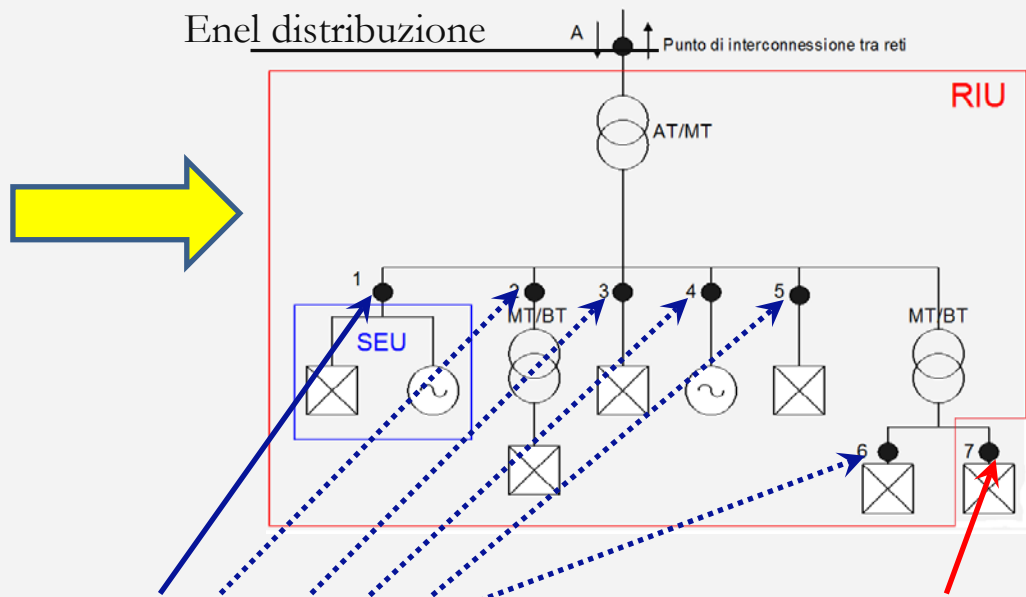 Enel distribuzione
A
Punto di interconnessione tra reti
RIU
AT/MT
1
2
3
4
5
MT/BT
MT/BT
SEU
6
7